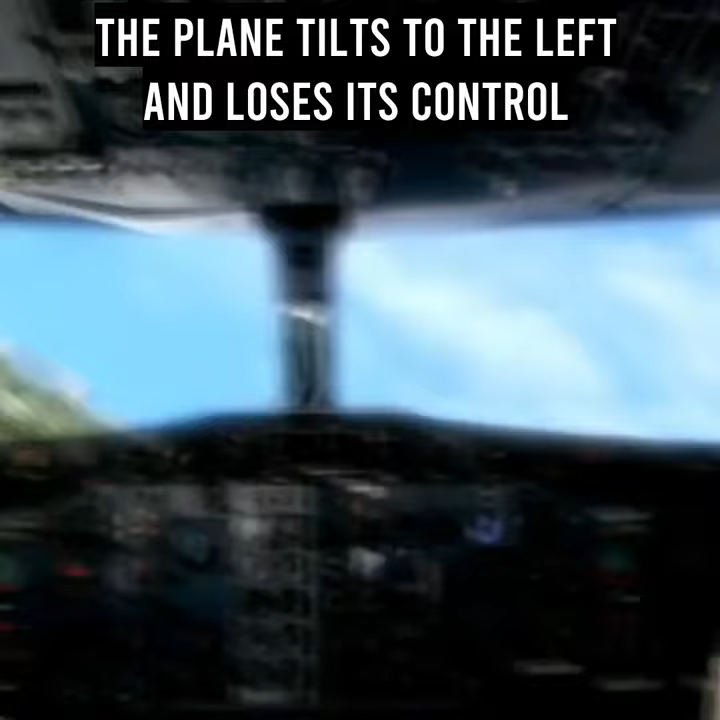 THE PLANE TILTS TO THE LEFT
AND LOSES ITS CONTROL